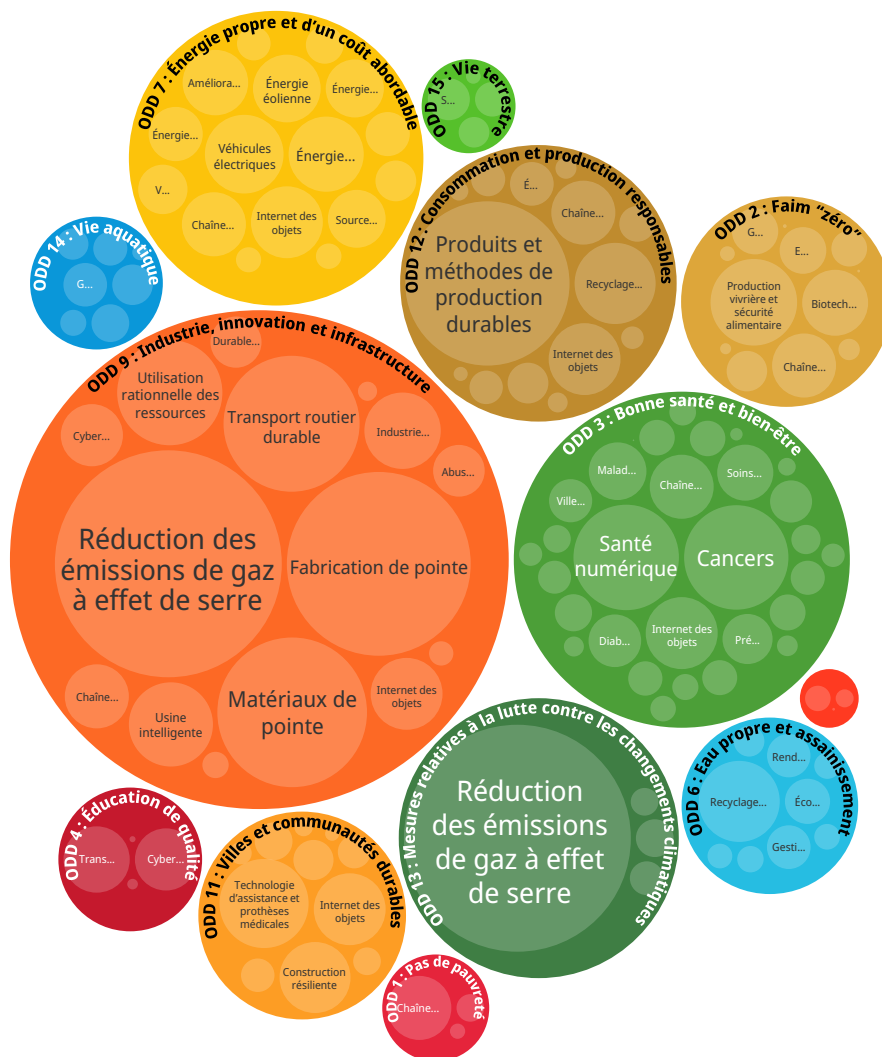 ODD 7 : Énergie propre et d’un coût abordable
Améliora...
Énergie
éolienne
Énergie...
Énergie...
Véhicules
électriques
Énergie...
V...
Chaîne...
Internet des
objets
Source...
ODD 15 : Vie terrestre
S...
ODD 14 : Vie aquatique
G...
ODD 12 : Consommation et production responsables
É...
Chaîne...
Produits et
méthodes de
production
durables
Recyclage...
Internet des
objets
ODD 2 : Faim “zéro”
G...
E...
Production
vivrière et
sécurité
alimentaire
Biotech...
Chaîne...
ODD 9 : Industrie, innovation et infrastructure
Durable...
Utilisation
rationnelle des
ressources
Transport routier
durable
Cyber...
Industrie...
Abus...
Réduction des
émissions de gaz
à effet de serre
Fabrication de pointe
Chaîne...
Usine
intelligente
Matériaux de
pointe
Internet des
objets
ODD 3 : Bonne santé et bien-être
Malad...
Chaîne...
Soins...
Ville...
Santé
numérique
Cancers
Diab...
Internet des
objets
Pré...
ODD 13 : Mesures relatives à la lutte contre les changements climatiques
Réduction
des émissions
de gaz à effet
de serre
ODD 6 : Eau propre et assainissement
Rend...
Recyclage...
Éco...
Gesti...
ODD 4 : Éducation de qualité
Trans...
Cyber...
ODD 11 : Villes et communautés durables
Technologie
d’assistance et
prothèses
médicales
Internet des
objets
Construction
résiliente
ODD 1 : Pas de pauvreté
Chaîne...